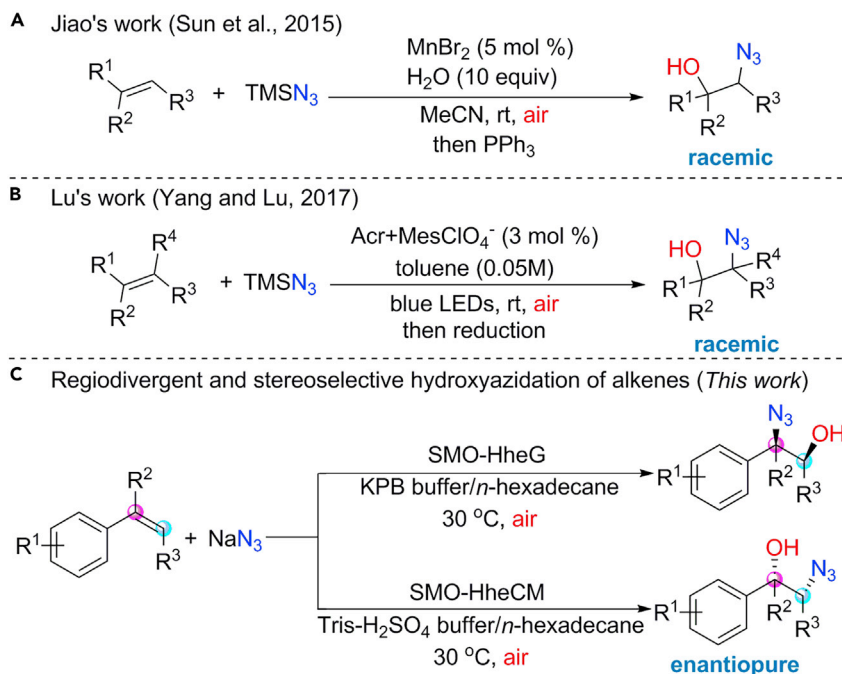 A Jiao's work (Sun et al., 2015)
R¹
R²
R³
+ TMSN₃
MnBr₂ (5 mol %)
H₂O (10 equiv)
MeCN, rt, air
then PPh₃
HO
N₃
R¹
R²
R³
racemic
B Lu's work (Yang and Lu, 2017)
R¹
R⁴
R²
R³
+ TMSN₃
Acr+MesClO₄⁻ (3 mol %)
toluene (0.05M)
blue LEDs, rt, air
then reduction
HO
N₃
R¹
R²
R⁴
R³
racemic
C Regiodivergent and stereoselective hydroxyazidation of alkenes (This work)
R¹
R²
R³
+ NaN₃
SMO-HheG
KPB buffer/n-hexadecane
30 °C, air
N₃
OH
R¹
R²
R³
SMO-HheCM
Tris-H₂SO₄ buffer/n-hexadecane
30 °C, air
OH
N₃
R¹
R²
R³
enantiopure